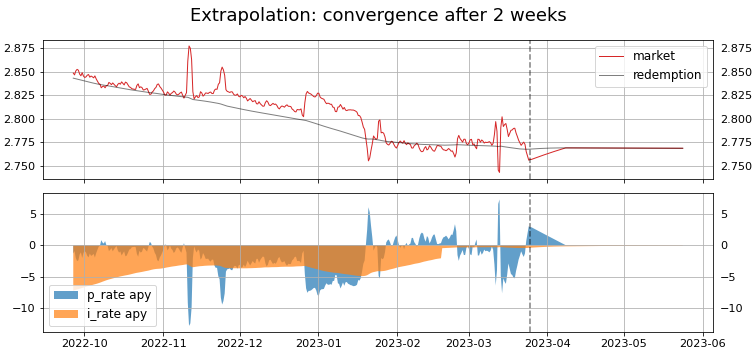 Extrapolation: convergence after 2 weeks
2.875 2.875
2.850 2.850
2.825 2.825
2.800 2.800
2.775 2.775
2.750 2.750
market
redemption
5 5
0 0
−5 −5
−10 −10
p_rate apy
i_rate apy
2022-10 2022-11 2022-12 2023-01 2023-02 2023-03 2023-04 2023-05 2023-06